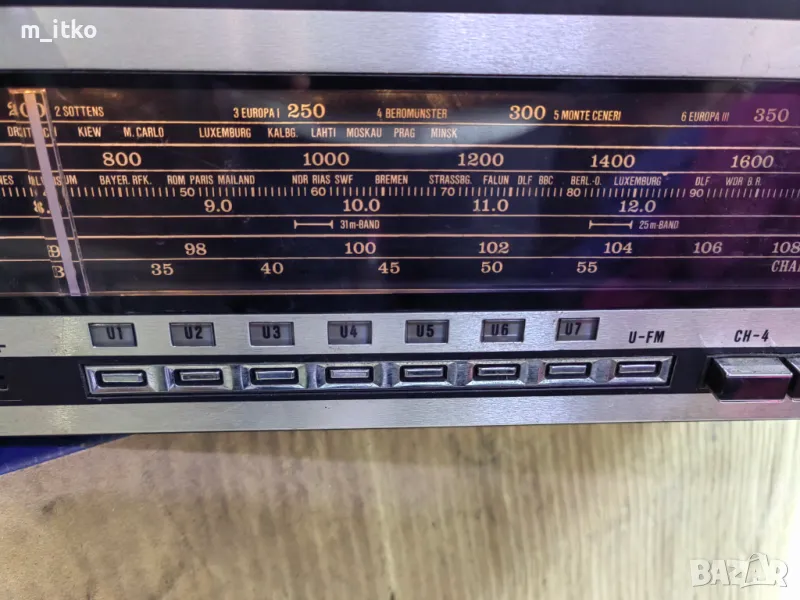 m_itko
200 2 SOTTENS 3 EUROPA I 250 4 BEROMÜNSTER 300 5 MONTE CENERI 6 EUROPA III 350
KIEW M.CARLO LUXEMBURG KALBG. LAHTI MOSKAU PRAG MINSK
800 1000 1200 1400 1600
BAYER. RFK. ROM PARIS MAILAND NDR RIAS SWF BREMEN STRASSBG. FALUN DLF BBC BERL.-O. LUXEMBURG DLF WDR B.R.
50 60 70 80 90
9.0 10.0 11.0 12.0
31m-BAND 25m-BAND
98 100 102 104 106 108
35 40 45 50 55
U1 U2 U3 U4 U5 U6 U7 U-FM CH-4
BAZAR